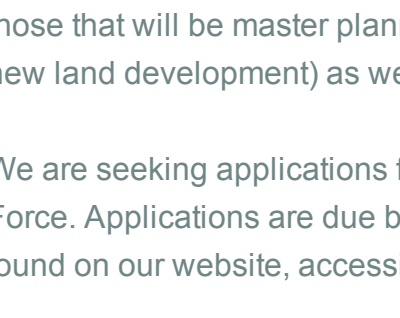 hose that will be master plan
new land development) as we
We are seeking applications f
Force. Applications are due b
ound on our website, access